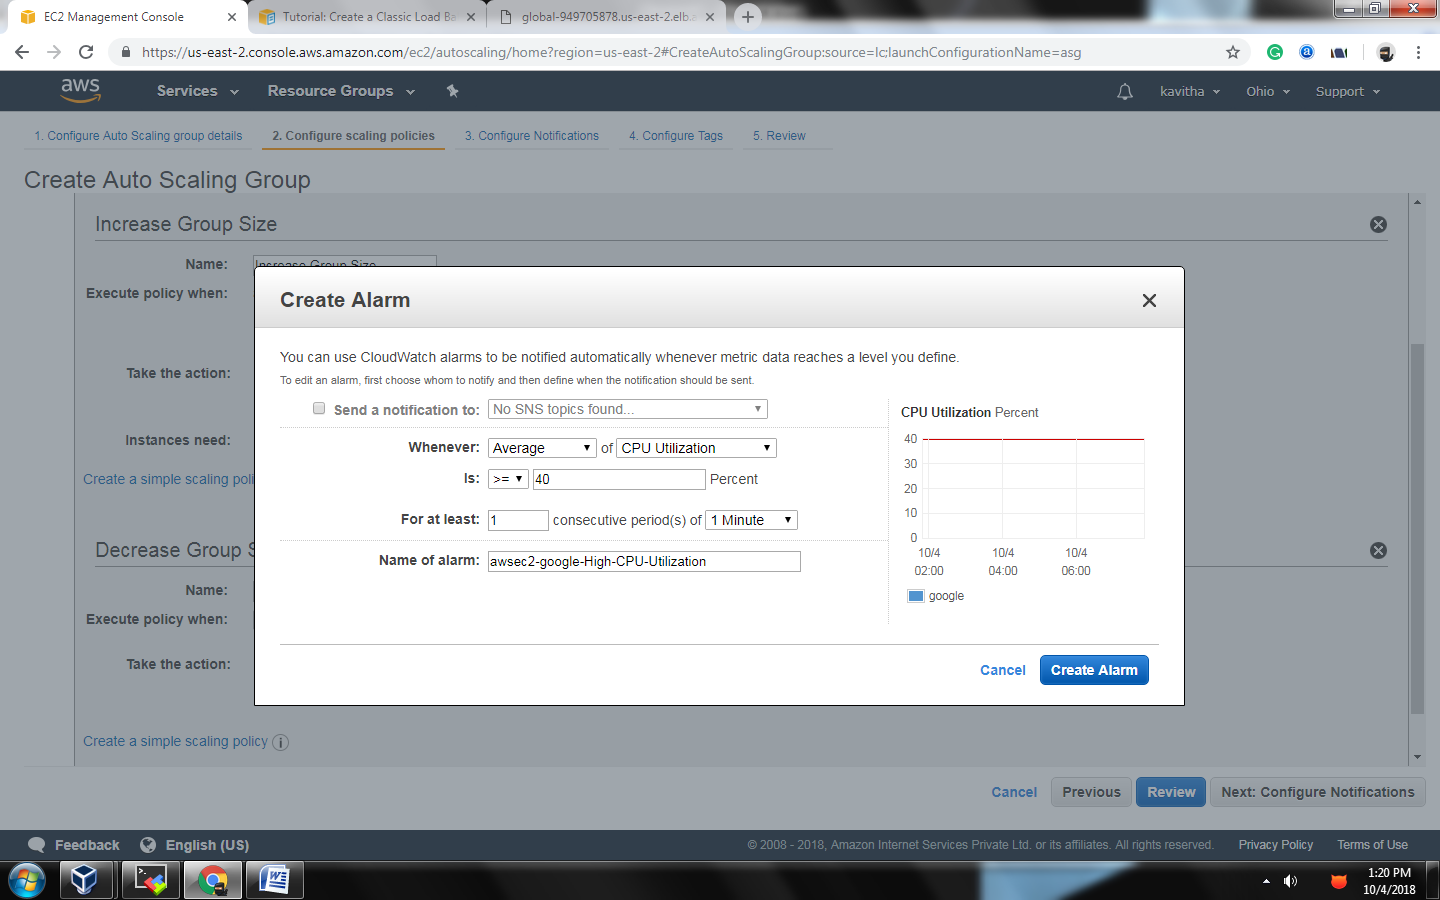 EC2 Management Console
Tutorial: Create a Classic Load Ba
global-949705878.us-east-2.elb.a
https://us-east-2.console.aws.amazon.com/ec2/autoscaling/home?region=us-east-2#CreateAutoScalingGroup:source=lc;launchConfigurationName=asg
aws
Services
Resource Groups
kavitha
Ohio
Support
1. Configure Auto Scaling group details
2. Configure scaling policies
3. Configure Notifications
4. Configure Tags
5. Review
Create Auto Scaling Group
Increase Group Size
Name: Increase Group Size
Execute policy when:
Take the action:
Instances need:
Create a simple scaling poli
Decrease Group S
Name:
Execute policy when:
Take the action:
Create a simple scaling policy i
Create Alarm
You can use CloudWatch alarms to be notified automatically whenever metric data reaches a level you define.
To edit an alarm, first choose whom to notify and then define when the notification should be sent.
Send a notification to: No SNS topics found...
Whenever: Average of CPU Utilization
Is: >= 40 Percent
For at least: 1 consecutive period(s) of 1 Minute
Name of alarm: awsec2-google-High-CPU-Utilization
CPU Utilization Percent
40
30
20
10
0
10/4 10/4 10/4
02:00 04:00 06:00
google
Cancel Create Alarm
Cancel Previous Review Next: Configure Notifications
Feedback English (US)
© 2008 - 2018, Amazon Internet Services Private Ltd. or its affiliates. All rights reserved. Privacy Policy Terms of Use
1:20 PM
10/4/2018